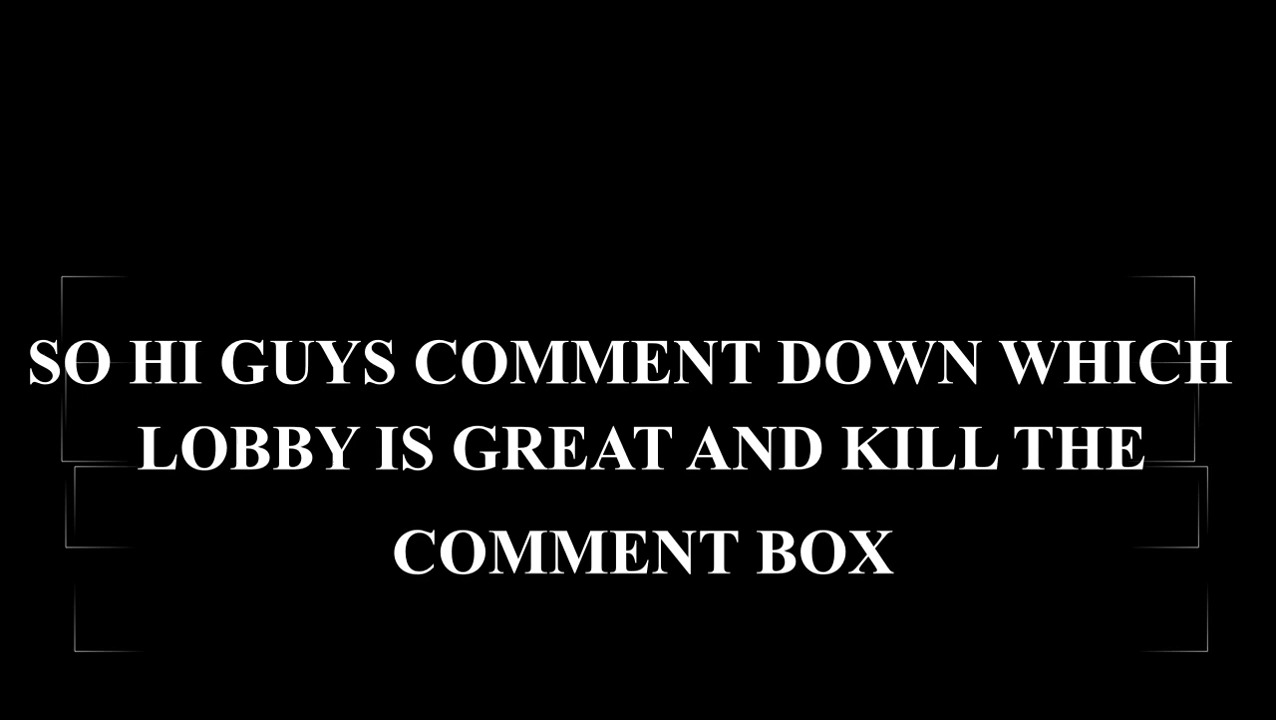 SO HI GUYS COMMENT DOWN WHICH
LOBBY IS GREAT AND KILL THE
COMMENT BOX